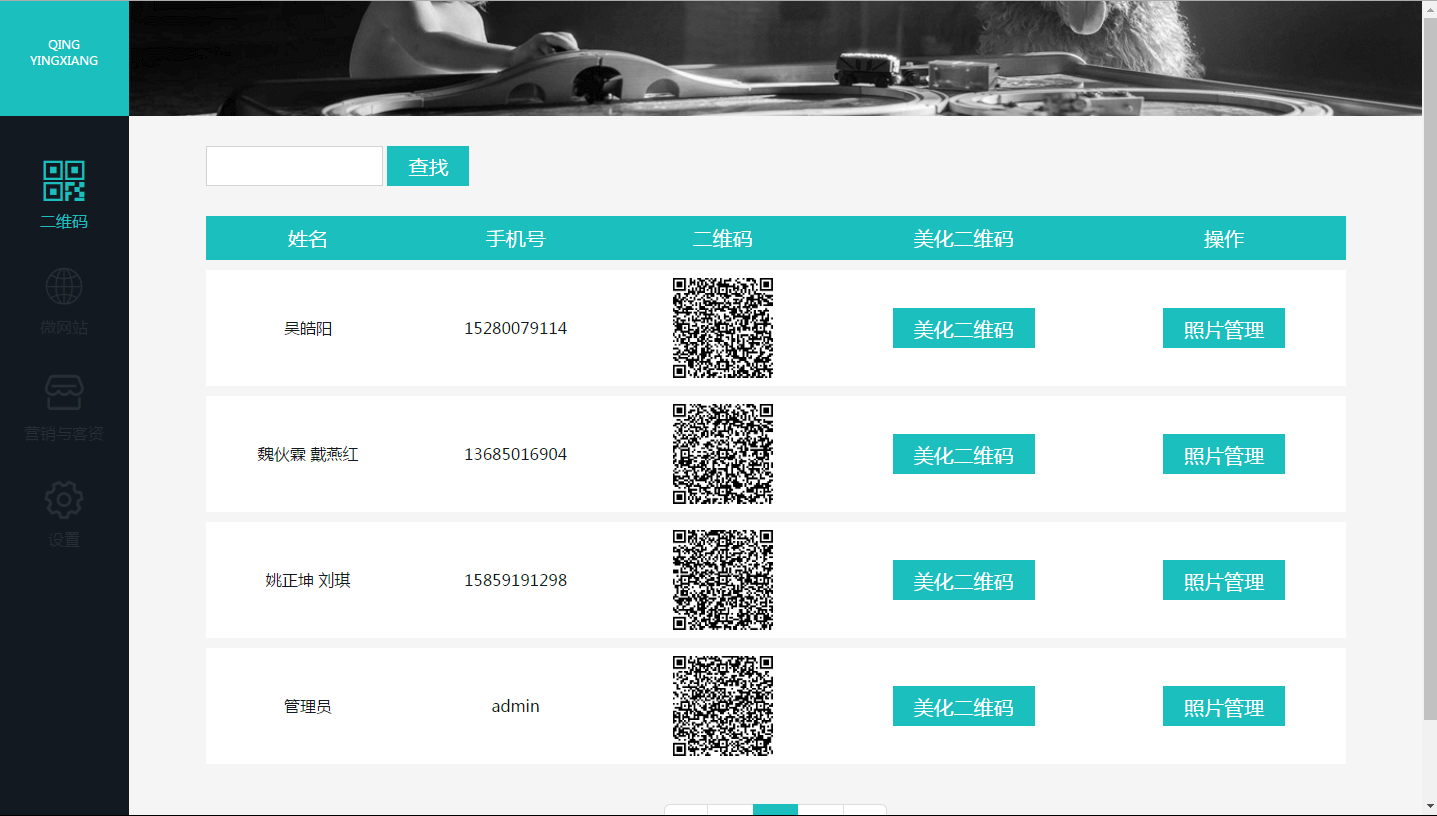 QING
YINGXIANG
二维码
微网站
营销与客资
设置
查找
姓名 手机号 二维码 美化二维码 操作
吴皓阳 15280079114 美化二维码 照片管理
魏伙霖 戴燕红 13685016904 美化二维码 照片管理
姚正坤 刘琪 15859191298 美化二维码 照片管理
管理员 admin 美化二维码 照片管理